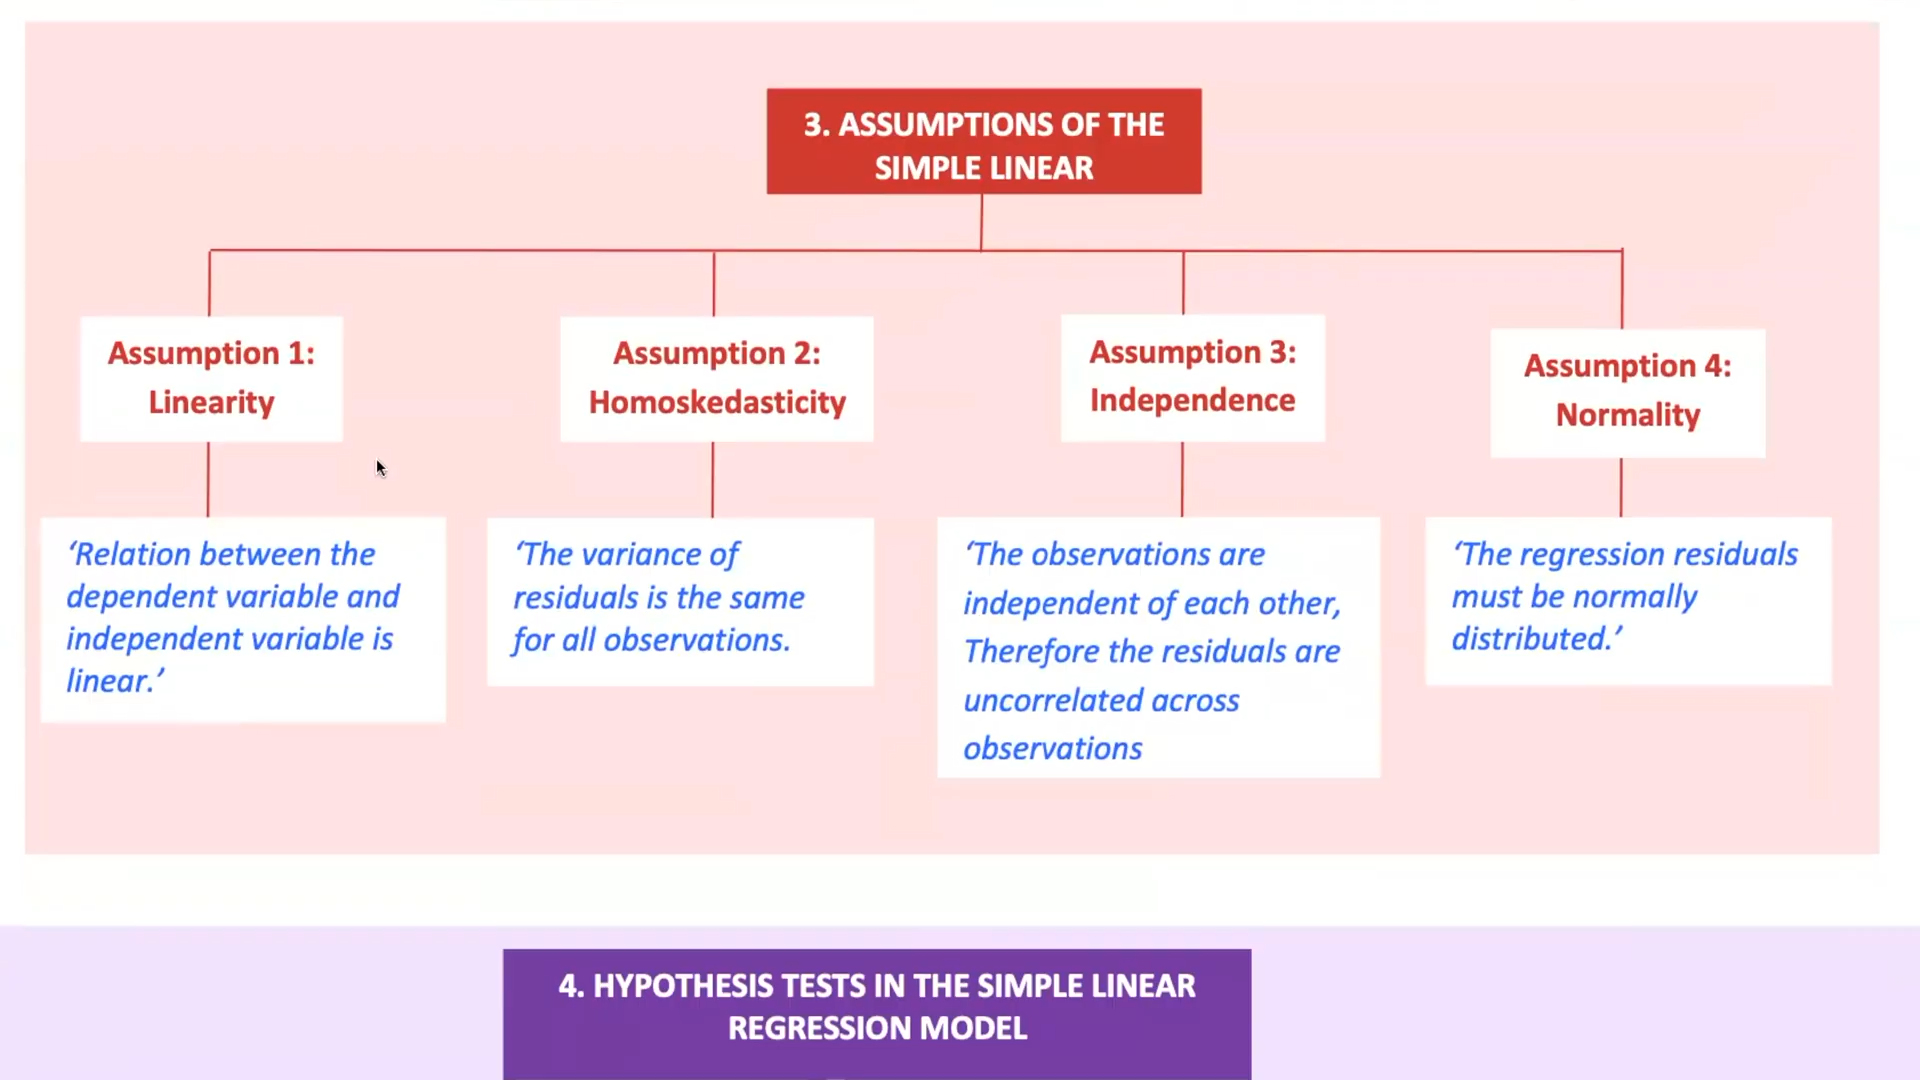 3. ASSUMPTIONS OF THE
SIMPLE LINEAR
Assumption 1:
Linearity
Assumption 2:
Homoskedasticity
Assumption 3:
Independence
Assumption 4:
Normality
‘Relation between the
dependent variable and
independent variable is
linear.’
‘The variance of
residuals is the same
for all observations.
‘The observations are
independent of each other,
Therefore the residuals are
uncorrelated across
observations
‘The regression residuals
must be normally
distributed.’
4. HYPOTHESIS TESTS IN THE SIMPLE LINEAR
REGRESSION MODEL